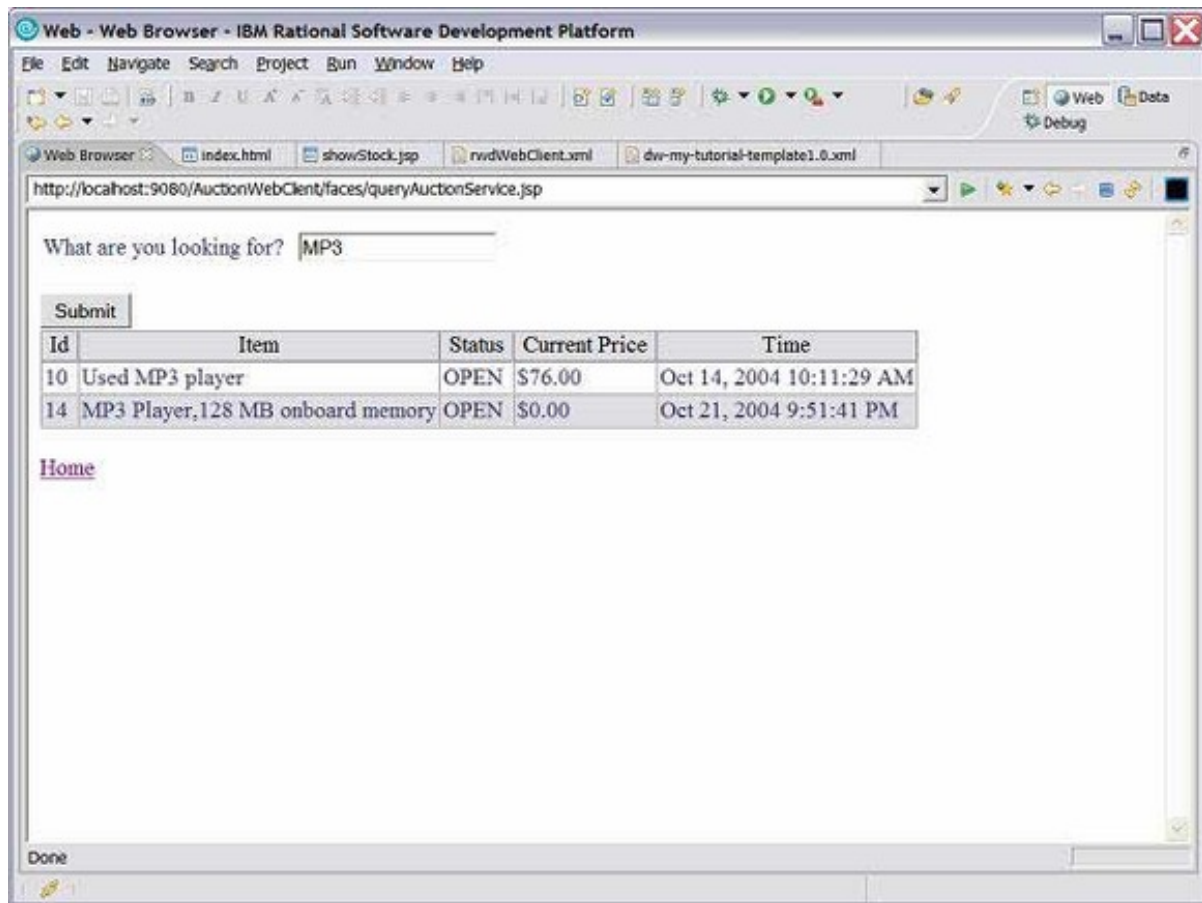 Web - Web Browser - IBM Rational Software Development Platform
File Edit Navigate Search Project Run Window Help
Web Data
Debug
Web Browser index.html showStock.jsp rwdWebClient.xml dw-my-tutorial-template1.0.xml
http://localhost:9080/AuctionWebClient/faces/queryAuctionService.jsp
What are you looking for? MP3
Submit
Id Item Status Current Price Time
10 Used MP3 player OPEN $76.00 Oct 14, 2004 10:11:29 AM
14 MP3 Player,128 MB onboard memory OPEN $0.00 Oct 21, 2004 9:51:41 PM
Home
Done